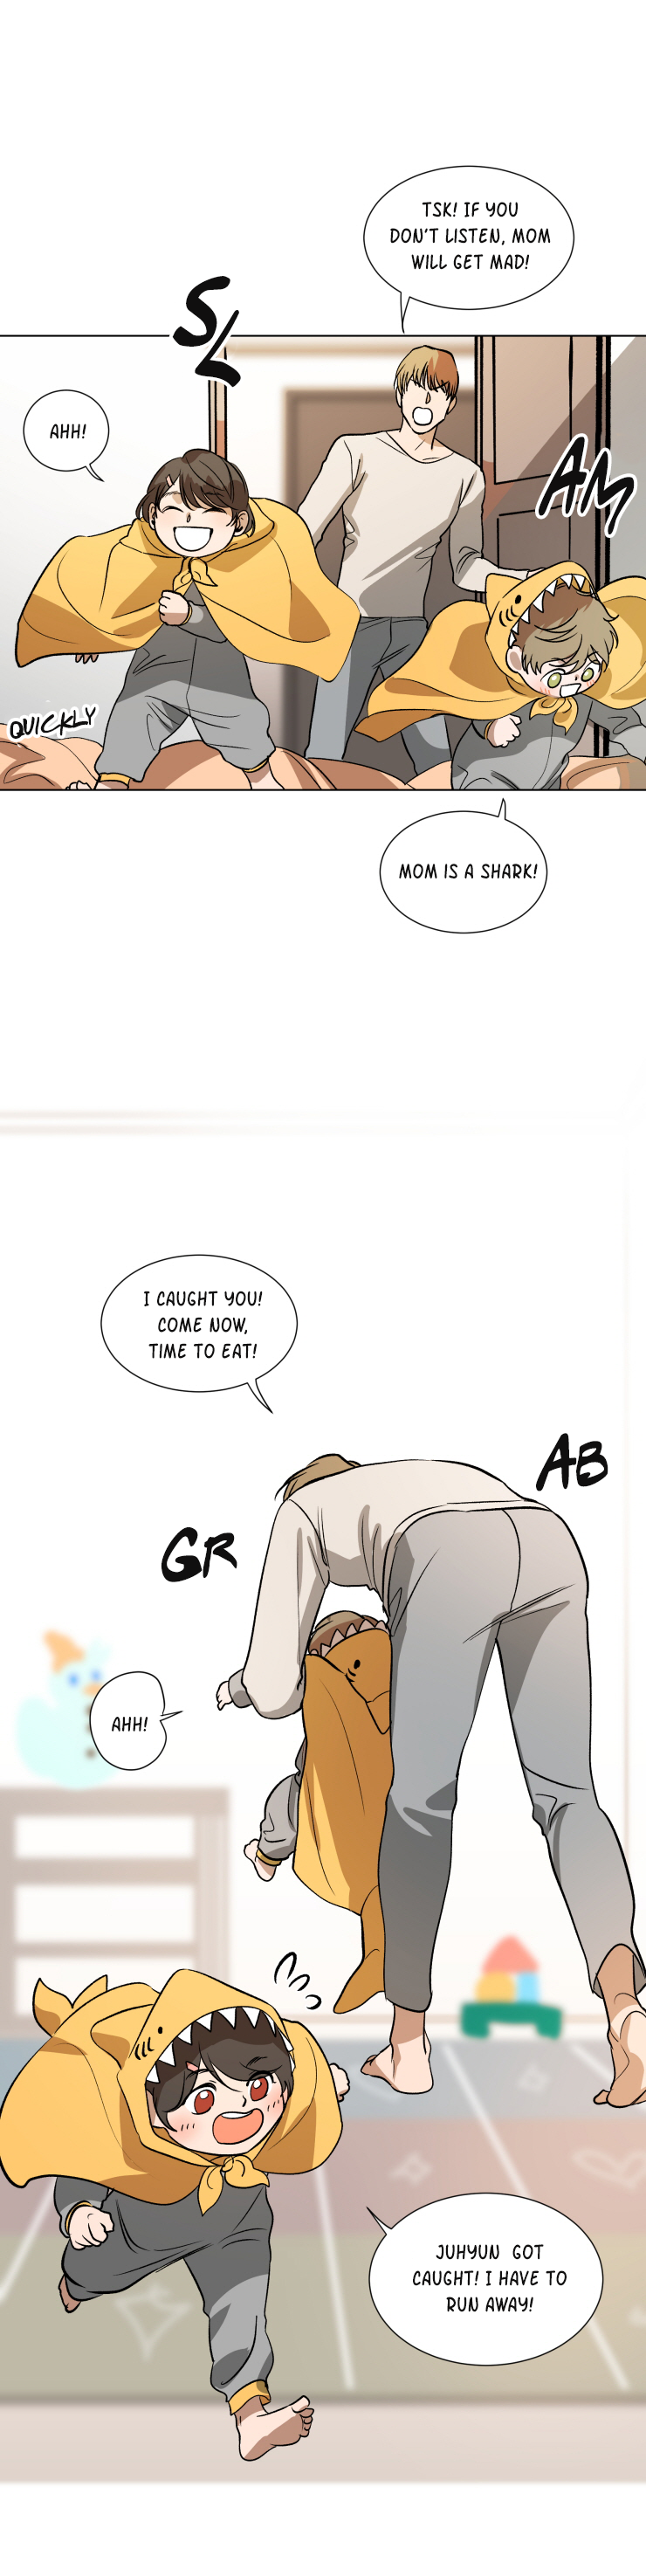 TSK! IF YOU
DON'T LISTEN, MOM
WILL GET MAD!
SL
AM
AHH!
QUICKLY
MOM IS A SHARK!
I CAUGHT YOU!
COME NOW,
TIME TO EAT!
GR
AB
AHH!
JUHYUN GOT
CAUGHT! I HAVE TO
RUN AWAY!